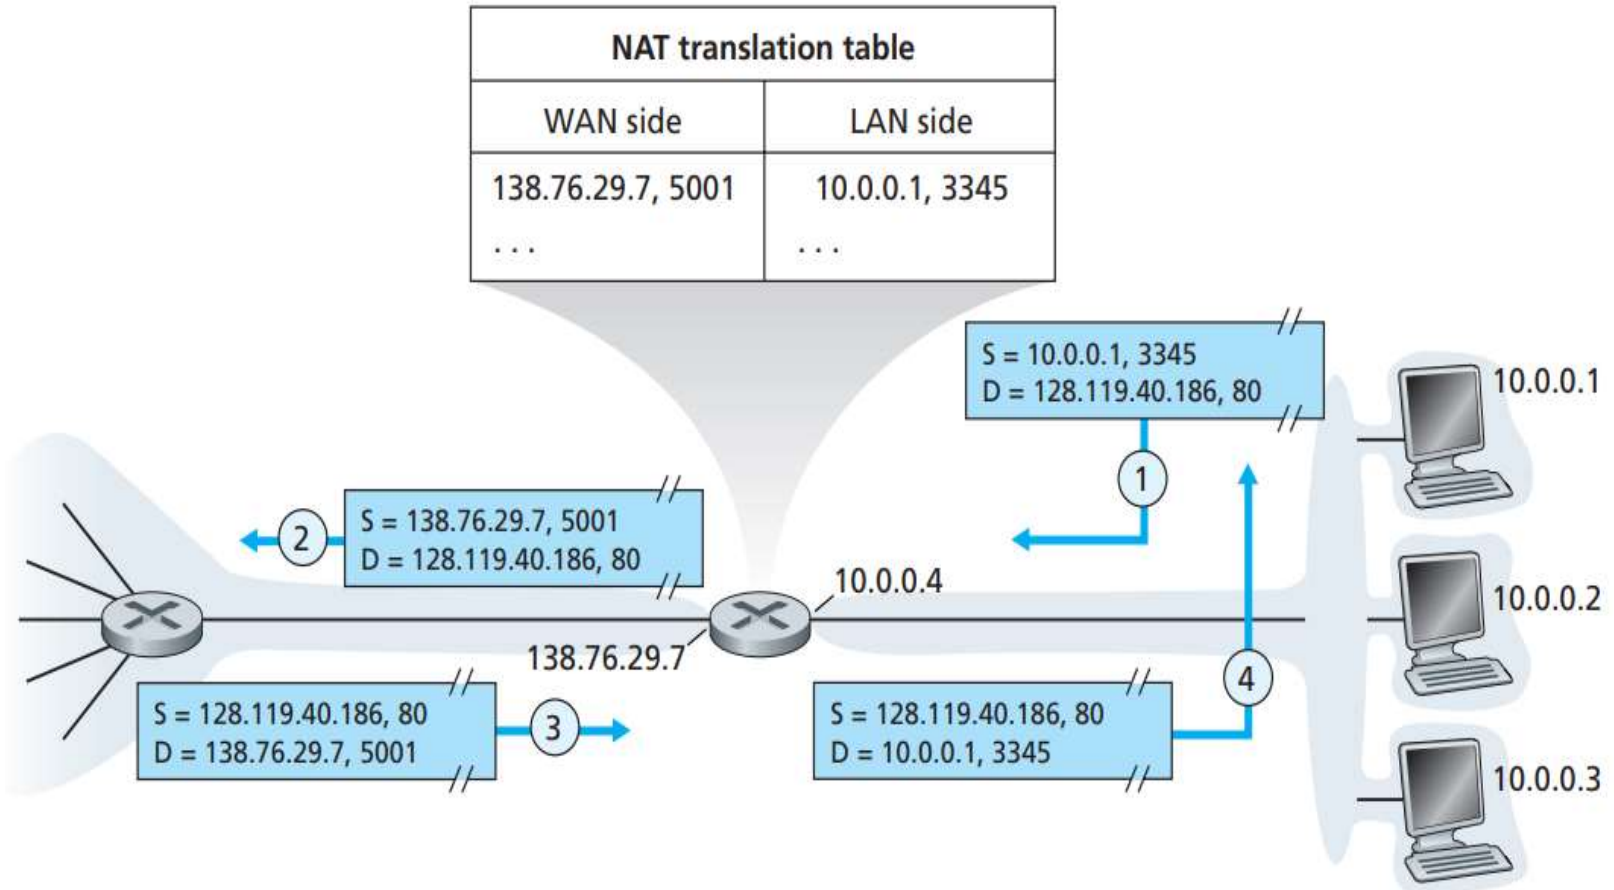 NAT translation table
WAN side LAN side
138.76.29.7, 5001 10.0.0.1, 3345
. . . . . .
S = 10.0.0.1, 3345
D = 128.119.40.186, 80
10.0.0.1
1
2
S = 138.76.29.7, 5001
D = 128.119.40.186, 80
10.0.0.4
10.0.0.2
138.76.29.7
4
S = 128.119.40.186, 80
D = 138.76.29.7, 5001
3
S = 128.119.40.186, 80
D = 10.0.0.1, 3345
10.0.0.3